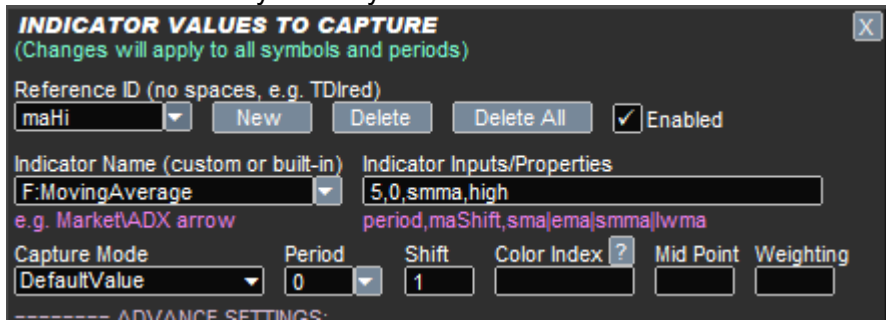 INDICATOR VALUES TO CAPTURE
X
(Changes will apply to all symbols and periods)
Reference ID (no spaces, e.g. TDIred)
maHi New Delete Delete All Enabled
Indicator Name (custom or built-in) Indicator Inputs/Properties
F:MovingAverage 5,0,smma,high
e.g. Market\ADX arrow period,maShift,sma|ema|smma|lwma
Capture Mode Period Shift Color Index ? Mid Point Weighting
DefaultValue 0 1
======== ADVANCE SETTINGS: